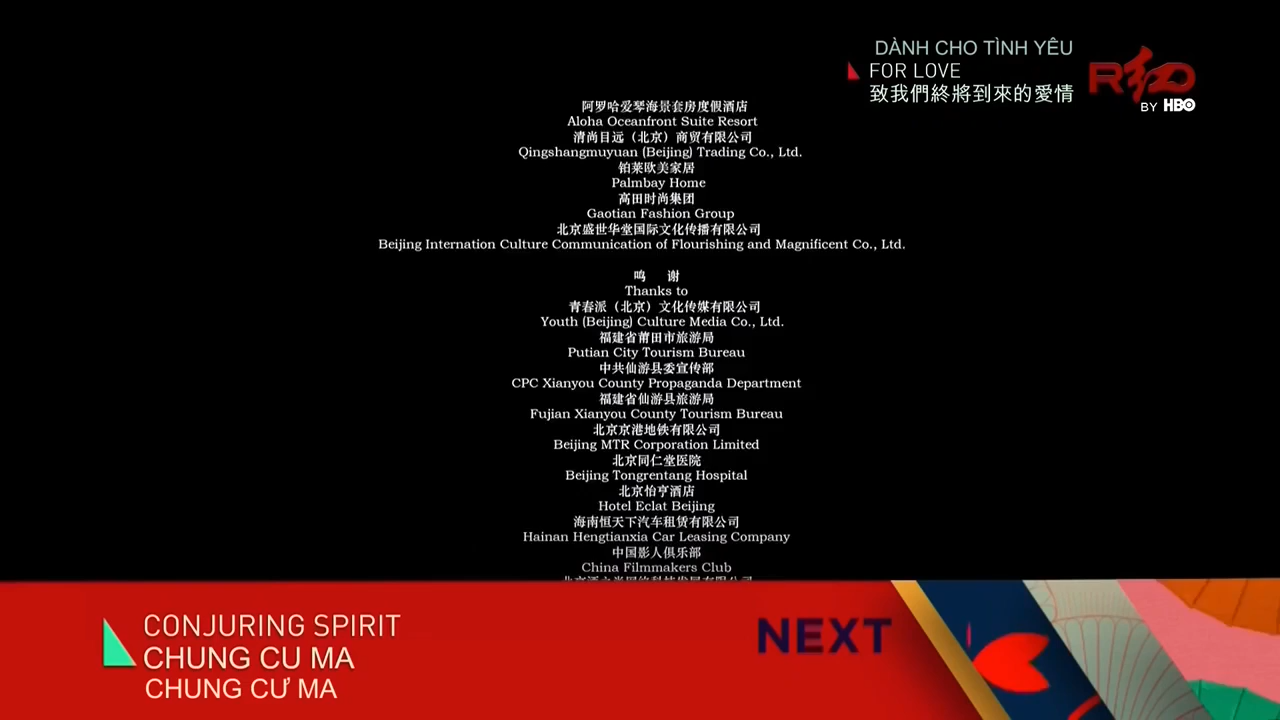 DÀNH CHO TÌNH YÊU
FOR LOVE
致我們終將到來的愛情
R紅
BY HBO
阿罗哈爱琴海景套房度假酒店
Aloha Oceanfront Suite Resort
清尚目远（北京）商贸有限公司
Qingshangmuyuan (Beijing) Trading Co., Ltd.
铂莱欧美家居
Palmbay Home
高田时尚集团
Gaotian Fashion Group
北京盛世华堂国际文化传播有限公司
Beijing Internation Culture Communication of Flourishing and Magnificent Co., Ltd.
鸣 谢
Thanks to
青春派（北京）文化传媒有限公司
Youth (Beijing) Culture Media Co., Ltd.
福建省莆田市旅游局
Putian City Tourism Bureau
中共仙游县委宣传部
CPC Xianyou County Propaganda Department
福建省仙游县旅游局
Fujian Xianyou County Tourism Bureau
北京京港地铁有限公司
Beijing MTR Corporation Limited
北京同仁堂医院
Beijing Tongrentang Hospital
北京怡亨酒店
Hotel Eclat Beijing
海南恒天下汽车租赁有限公司
Hainan Hengtianxia Car Leasing Company
中国影人俱乐部
China Filmmakers Club
CONJURING SPIRIT
CHUNG CU MA
CHUNG CƯ MA
NEXT